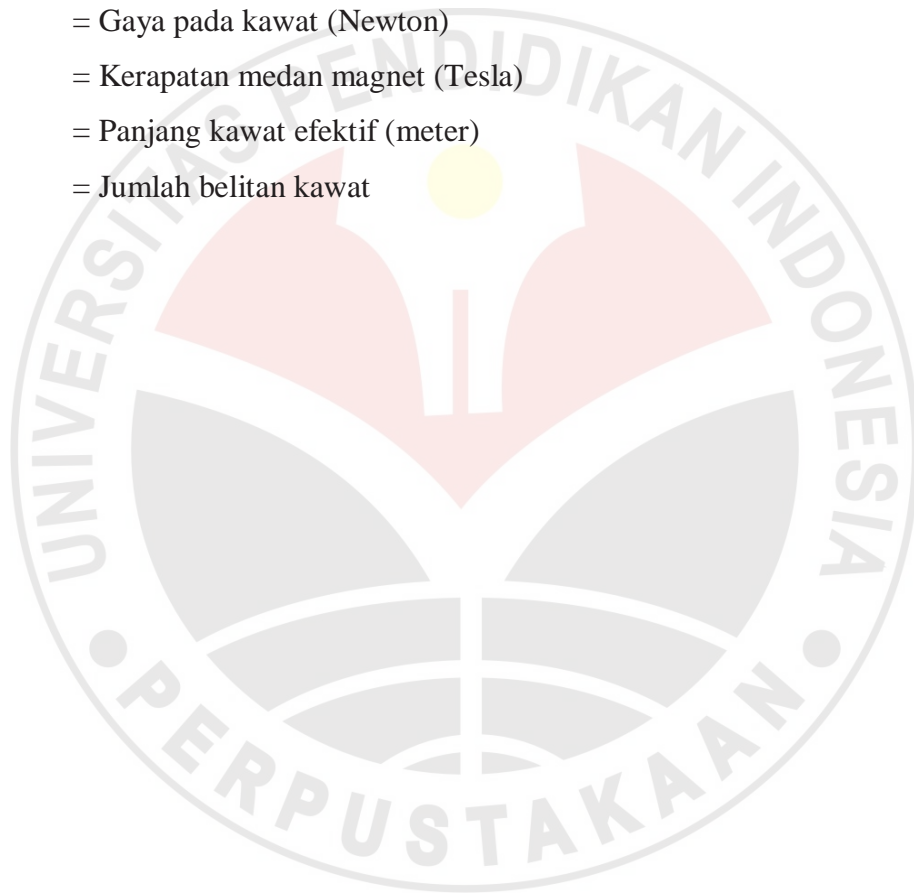 = Gaya pada kawat (Newton)
= Kerapatan medan magnet (Tesla)
= Panjang kawat efektif (meter)
= Jumlah belitan kawat
UNIVERSITAS PENDIDIKAN INDONESIA
PERPUSTAKAAN